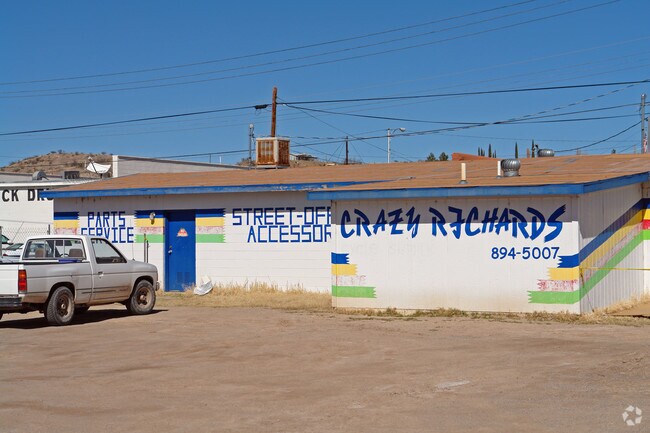 CK DR
PARTS
SERVICE
STREET-OFF
ACCESSOR
CRAZY RICHARDS
894-5007